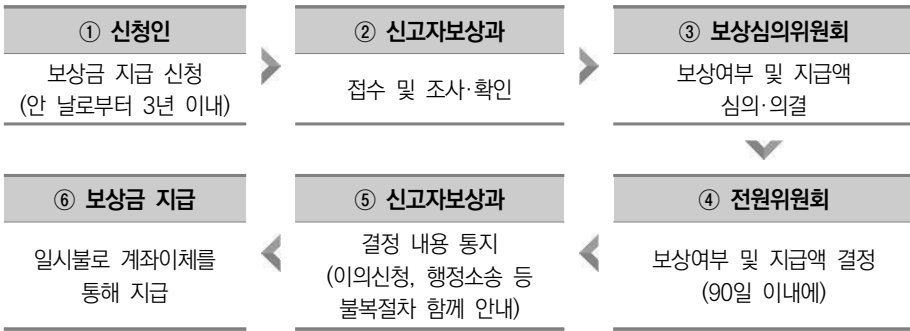 ① 신청인
보상금 지급 신청
(안 날로부터 3년 이내)
② 신고자보상과
접수 및 조사·확인
③ 보상심의위원회
보상여부 및 지급액
심의·의결
④ 전원위원회
보상여부 및 지급액 결정
(90일 이내에)
⑤ 신고자보상과
결정 내용 통지
(이의신청, 행정소송 등
불복절차 함께 안내)
⑥ 보상금 지급
일시불로 계좌이체를
통해 지급